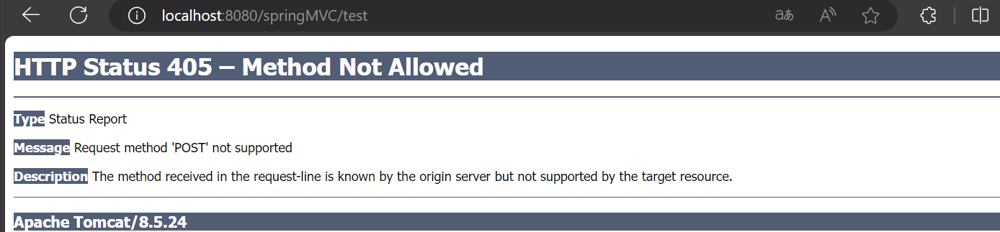 localhost:8080/springMVC/test
aあ
A
HTTP Status 405 – Method Not Allowed
Type Status Report
Message Request method 'POST' not supported
Description The method received in the request-line is known by the origin server but not supported by the target resource.
Apache Tomcat/8.5.24